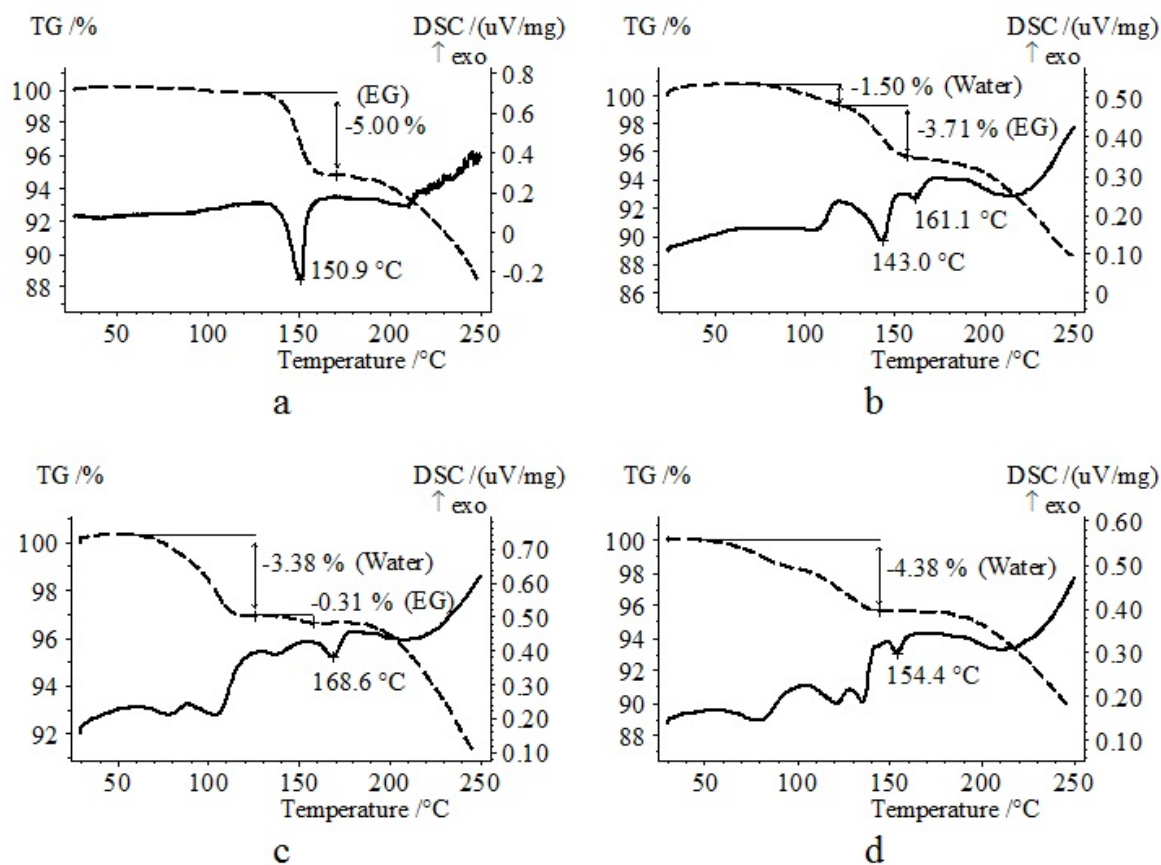 TG /%
DSC /(uV/mg)
↑ exo
100
98
96
94
92
90
88
0.8
0.6
0.4
0.2
0
-0.2
(EG)
-5.00 %
150.9 °C
50
100
150
200
250
Temperature /°C
a
TG /%
DSC /(uV/mg)
↑ exo
100
98
96
94
92
90
88
86
0.50
0.40
0.30
0.20
0.10
0
-1.50 % (Water)
-3.71 % (EG)
161.1 °C
143.0 °C
50
100
150
200
250
Temperature /°C
b
TG /%
DSC /(uV/mg)
↑ exo
100
98
96
94
92
0.70
0.60
0.50
0.40
0.30
0.20
0.10
-3.38 % (Water)
-0.31 % (EG)
168.6 °C
50
100
150
200
250
Temperature /°C
c
TG /%
DSC /(uV/mg)
↑ exo
100
98
96
94
92
90
88
0.60
0.50
0.40
0.30
0.20
0.10
-4.38 % (Water)
154.4 °C
50
100
150
200
250
Temperature /°C
d